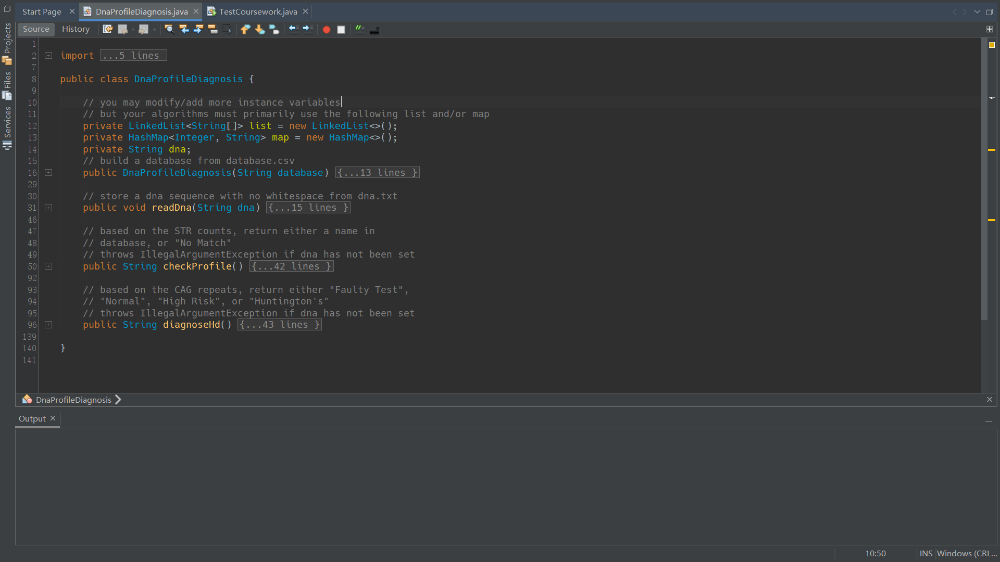 Start Page
DnaProfileDiagnosis.java
TestCoursework.java
Source
History
Projects
Files
Services
1
2 import ...5 lines
7
8 public class DnaProfileDiagnosis {
9
10 // you may modify/add more instance variables
11 // but your algorithms must primarily use the following list and/or map
12 private LinkedList<String[]> list = new LinkedList<>();
13 private HashMap<Integer, String> map = new HashMap<>();
14 private String dna;
15 // build a database from database.csv
16 public DnaProfileDiagnosis(String database) {...13 lines }
29
30 // store a dna sequence with no whitespace from dna.txt
31 public void readDna(String dna) {...15 lines }
46
47 // based on the STR counts, return either a name in
48 // database, or "No Match"
49 // throws IllegalArgumentException if dna has not been set
50 public String checkProfile() {...42 lines }
92
93 // based on the CAG repeats, return either "Faulty Test",
94 // "Normal", "High Risk", or "Huntington's"
95 // throws IllegalArgumentException if dna has not been set
96 public String diagnoseHd() {...43 lines }
139
140 }
141
DnaProfileDiagnosis
Output
10:50
INS
Windows (CRL...